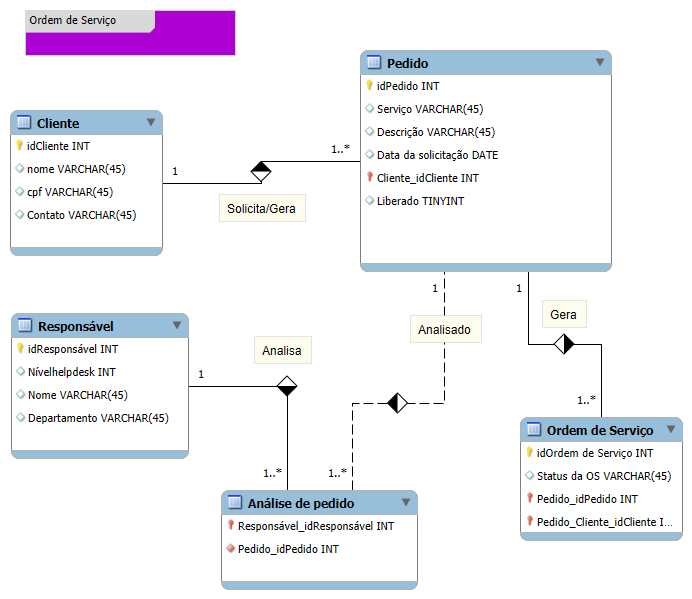 Ordem de Serviço
Pedido
idPedido INT
Serviço VARCHAR(45)
Descrição VARCHAR(45)
Data da solicitação DATE
Cliente_idCliente INT
Liberado TINYINT
Cliente
idCliente INT
nome VARCHAR(45)
cpf VARCHAR(45)
Contato VARCHAR(45)
1
1..*
Solicita/Gera
1
1
Analisado
Gera
Responsável
idResponsável INT
Nívelhelpdesk INT
Nome VARCHAR(45)
Departamento VARCHAR(45)
Analisa
1
1..*
1..*
1..*
Ordem de Serviço
idOrdem de Serviço INT
Status da OS VARCHAR(45)
Pedido_idPedido INT
Pedido_Cliente_idCliente I...
Análise de pedido
Responsável_idResponsável INT
Pedido_idPedido INT